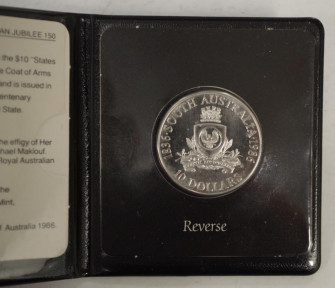 AN JUBILEE 150
the $10 "States
e Coat of Arms
and is issued in
entenary
State.
the effigy of Her
hael Maklouf.
Royal Australian
the
Mint,
Australia 1986.
1836·SOUTH AUSTRALIA·1986
10 DOLLARS
Reverse